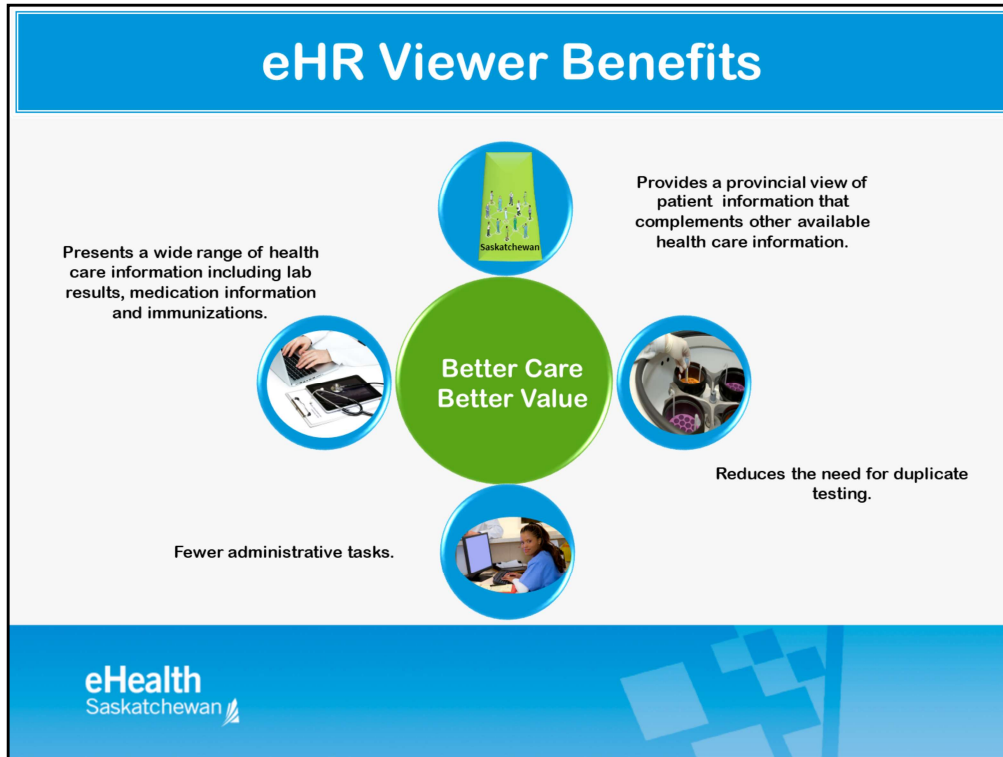 eHR Viewer Benefits
Saskatchewan
Provides a provincial view of
patient information that
complements other available
health care information.
Presents a wide range of health
care information including lab
results, medication information
and immunizations.
Better Care
Better Value
Reduces the need for duplicate
testing.
Fewer administrative tasks.
eHealth
Saskatchewan